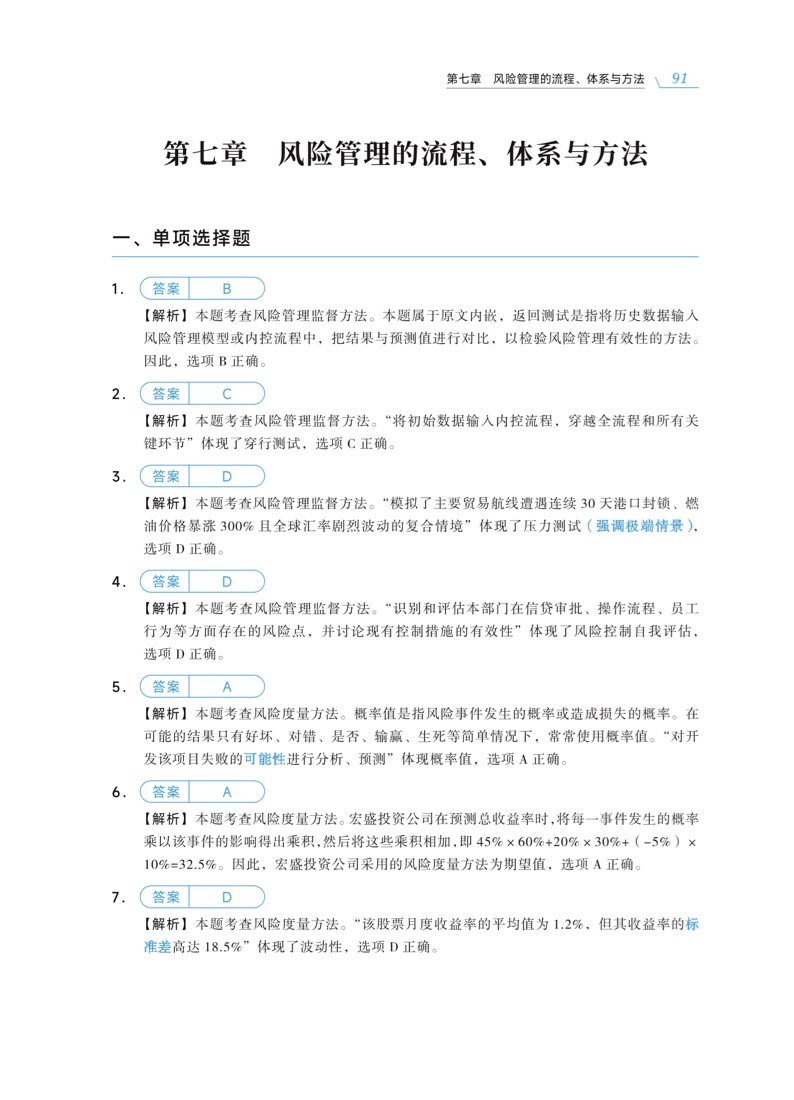 第七章 风险管理的流程、体系与方法 91
第七章 风险管理的流程、体系与方法
一、单项选择题
1. 答案 B
【解析】本题考查风险管理监督方法。本题属于原文内嵌，返回测试是指将历史数据输入
风险管理模型或内控流程中，把结果与预测值进行对比，以检验风险管理有效性的方法。
因此，选项 B 正确。
2. 答案 C
【解析】本题考查风险管理监督方法。“将初始数据输入内控流程，穿越全流程和所有关
键环节”体现了穿行测试，选项 C 正确。
3. 答案 D
【解析】本题考查风险管理监督方法。“模拟了主要贸易航线遭遇连续 30 天港口封锁、燃
油价格暴涨 300% 且全球汇率剧烈波动的复合情境”体现了压力测试（强调极端情景），
选项 D 正确。
4. 答案 D
【解析】本题考查风险管理监督方法。“识别和评估本部门在信贷审批、操作流程、员工
行为等方面存在的风险点，并讨论现有控制措施的有效性”体现了风险控制自我评估，
选项 D 正确。
5. 答案 A
【解析】本题考查风险度量方法。概率值是指风险事件发生的概率或造成损失的概率。在
可能的结果只有好坏、对错、是否、输赢、生死等简单情况下，常常使用概率值。“对开
发该项目失败的可能性进行分析、预测”体现概率值，选项 A 正确。
6. 答案 A
【解析】本题考查风险度量方法。宏盛投资公司在预测总收益率时，将每一事件发生的概率
乘以该事件的影响得出乘积，然后将这些乘积相加，即 45% × 60%+20% × 30%+（-5%）×
10%=32.5%。因此，宏盛投资公司采用的风险度量方法为期望值，选项 A 正确。
7. 答案 D
【解析】本题考查风险度量方法。“该股票月度收益率的平均值为 1.2%，但其收益率的标
准差高达 18.5%”体现了波动性，选项 D 正确。